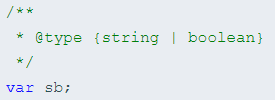 /**
 * @type {string | boolean}
 */
var sb;